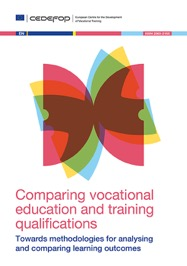 CEDEFOP
European Centre for the Development
of Vocational Training
EN
Comparing vocational
education and training
qualifications
Towards methodologies for analysing
and comparing learning outcomes